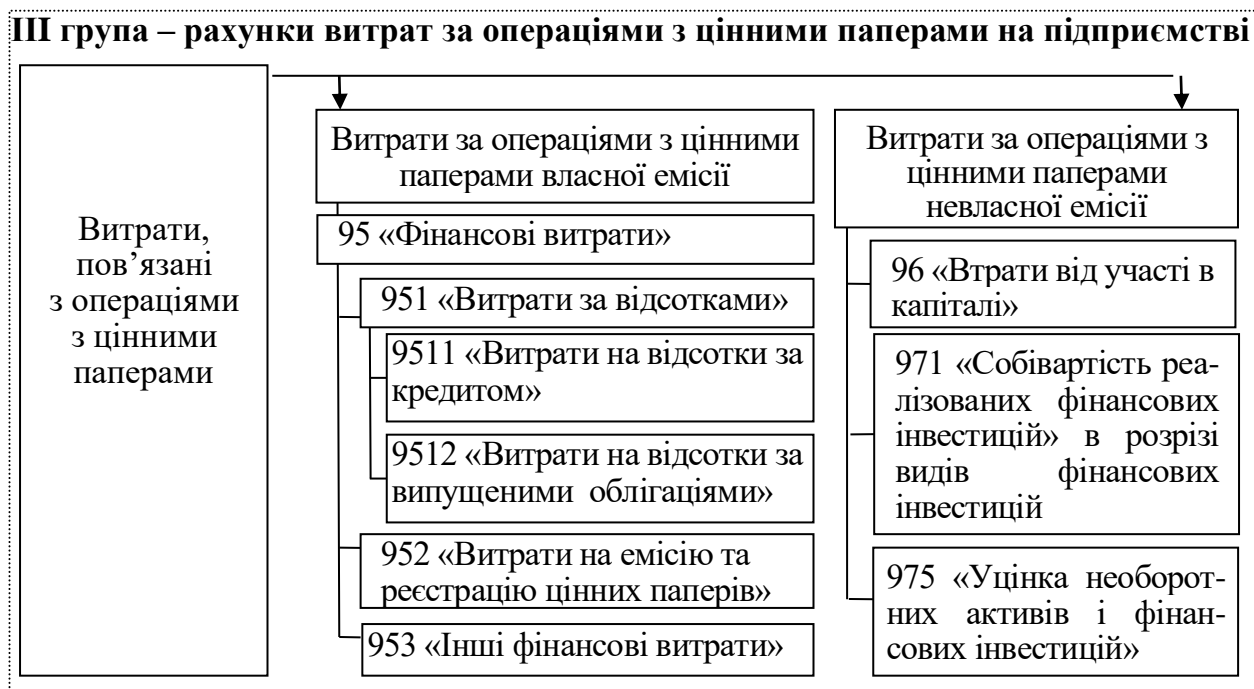 ІІІ група – рахунки витрат за операціями з цінними паперами на підприємстві
Витрати,
пов’язані
з операціями
з цінними
паперами
Витрати за операціями з цінними
паперами власної емісії
95 «Фінансові витрати»
951 «Витрати за відсотками»
9511 «Витрати на відсотки за
кредитом»
9512 «Витрати на відсотки за
випущеними облігаціями»
952 «Витрати на емісію та
реєстрацію цінних паперів»
953 «Інші фінансові витрати»
Витрати за операціями з
цінними паперами
невласної емісії
96 «Втрати від участі в
капіталі»
971 «Собівартість реа-
лізованих фінансових
інвестицій» в розрізі
видів фінансових
інвестицій
975 «Уцінка необорот-
них активів і фінан-
сових інвестицій»